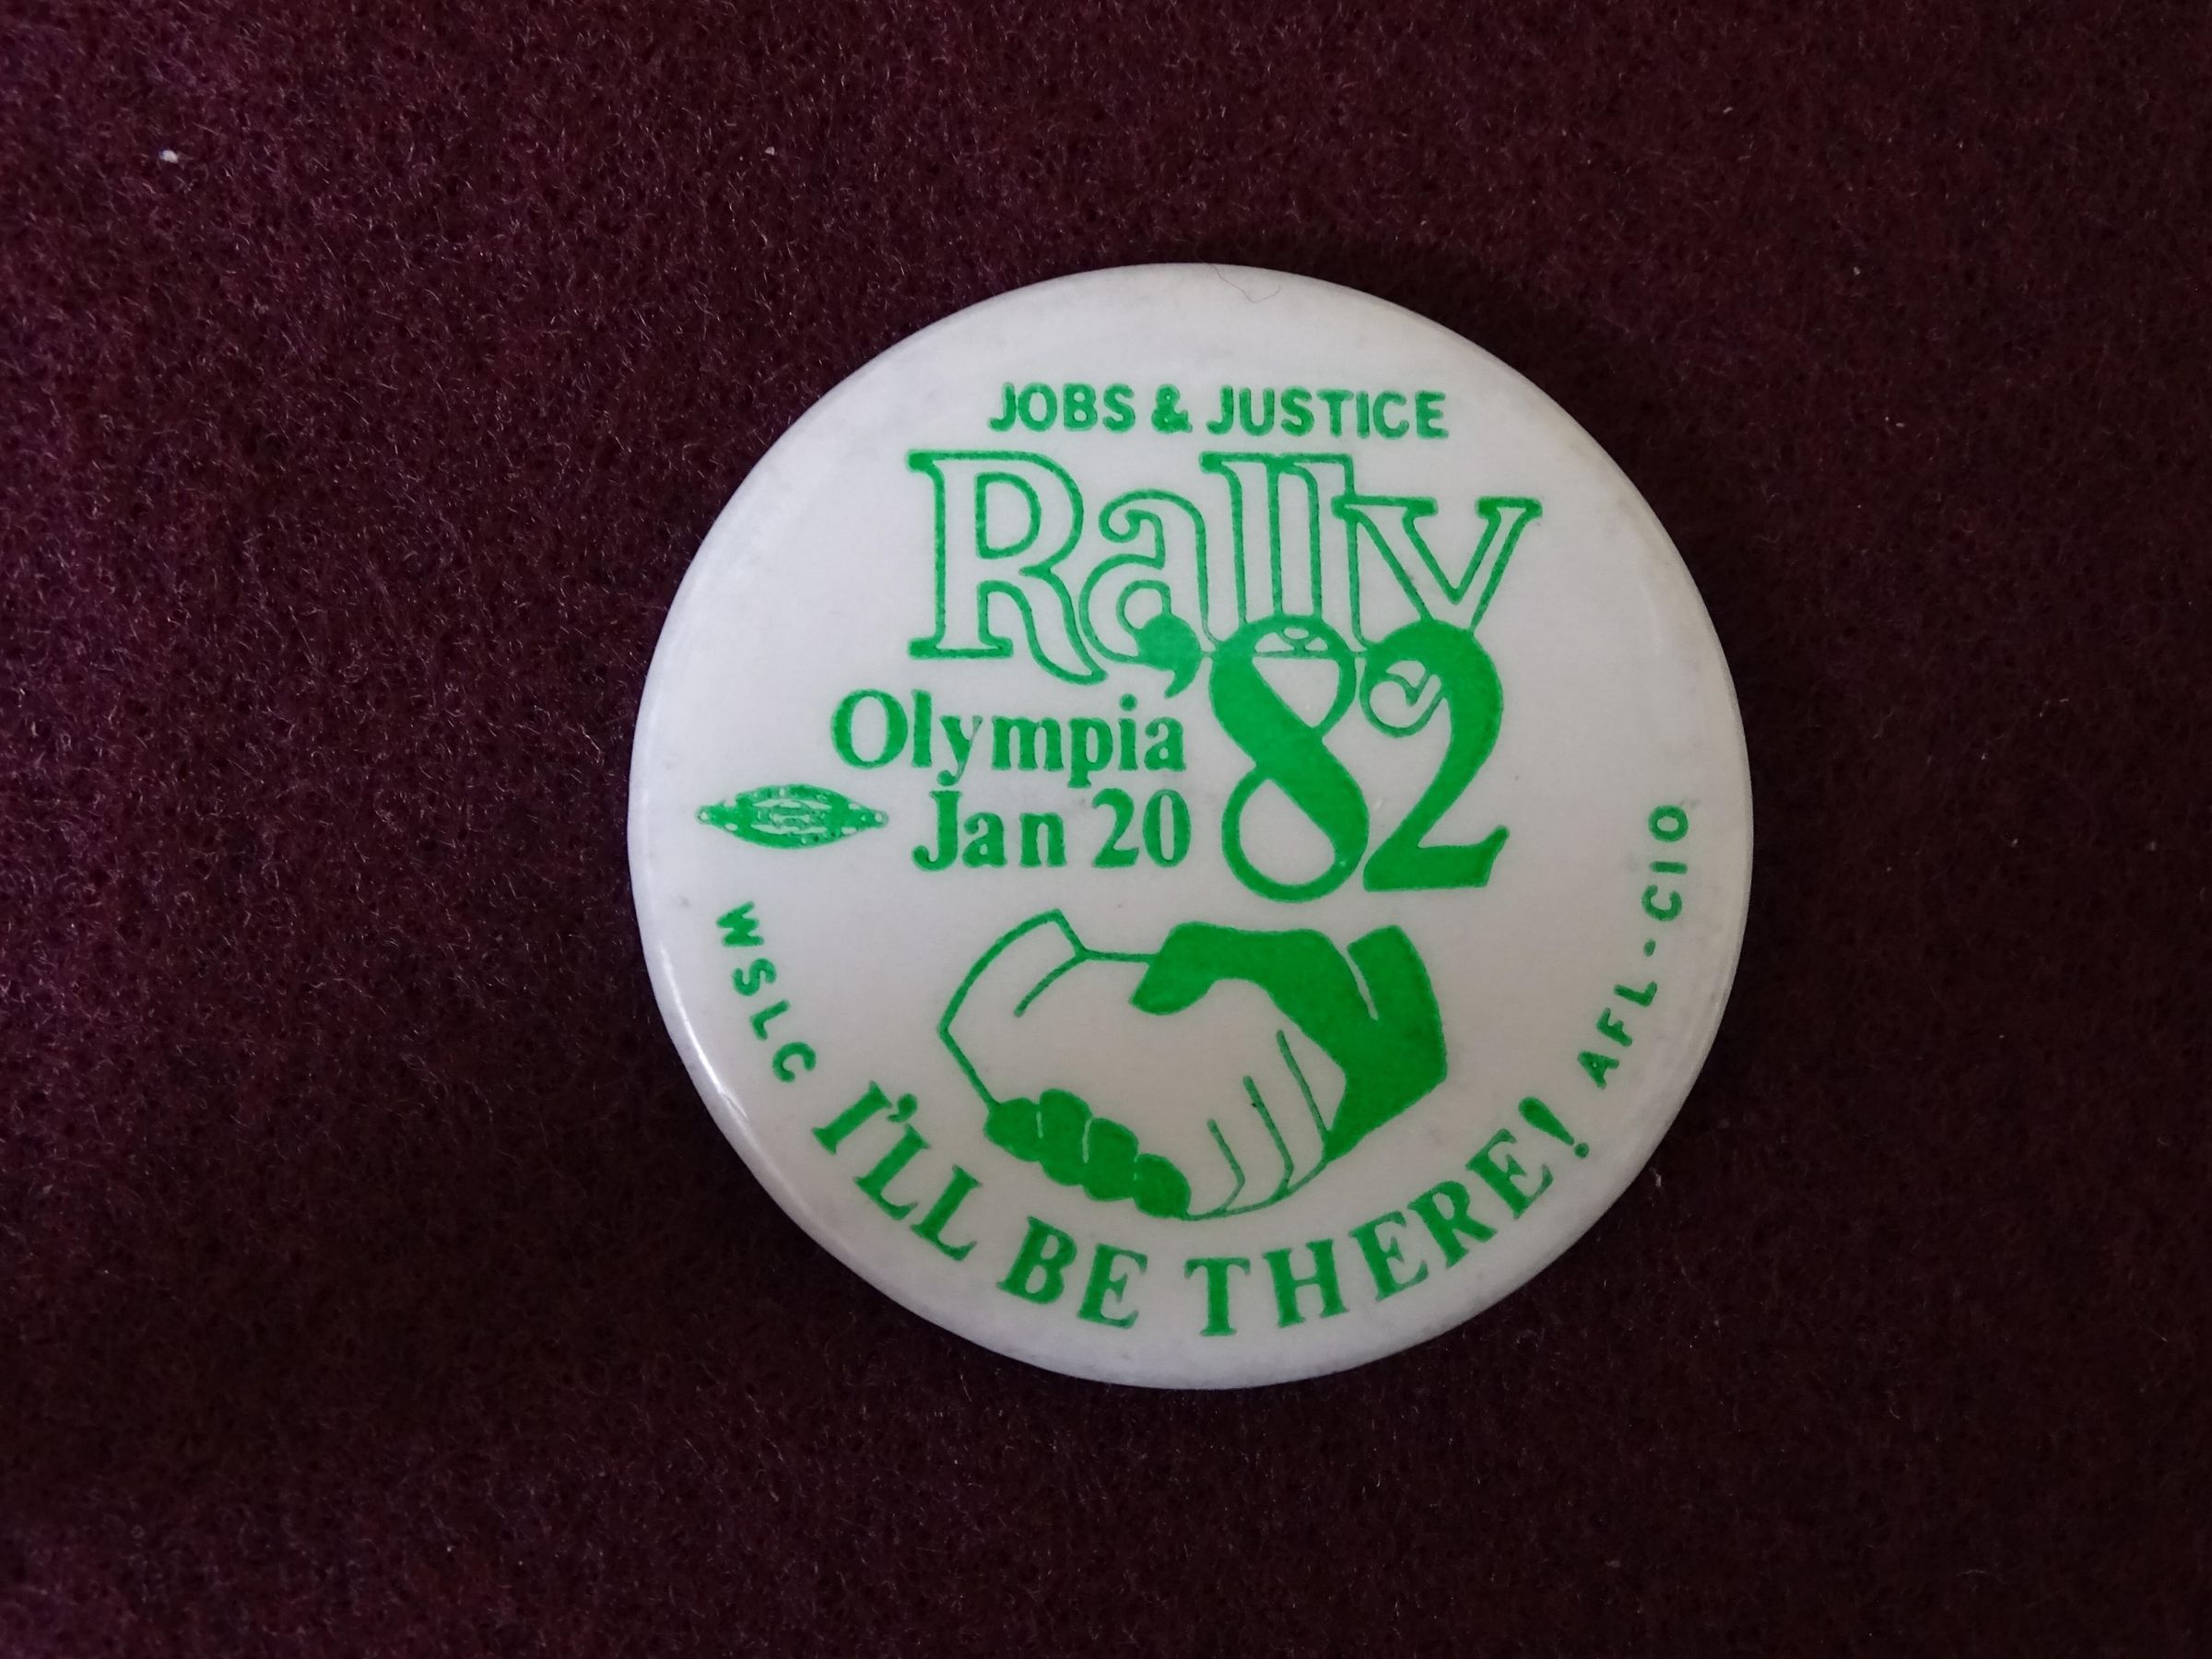 JOBS & JUSTICE
Rally
'82
Olympia
Jan 20
WSLC
I'LL BE THERE!
AFL-CIO